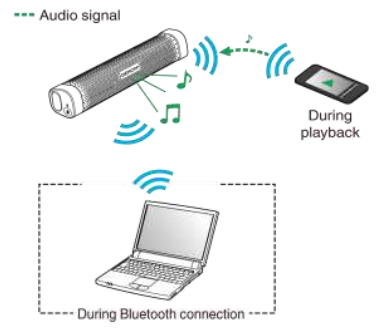 Audio signal
During
playback
During Bluetooth connection